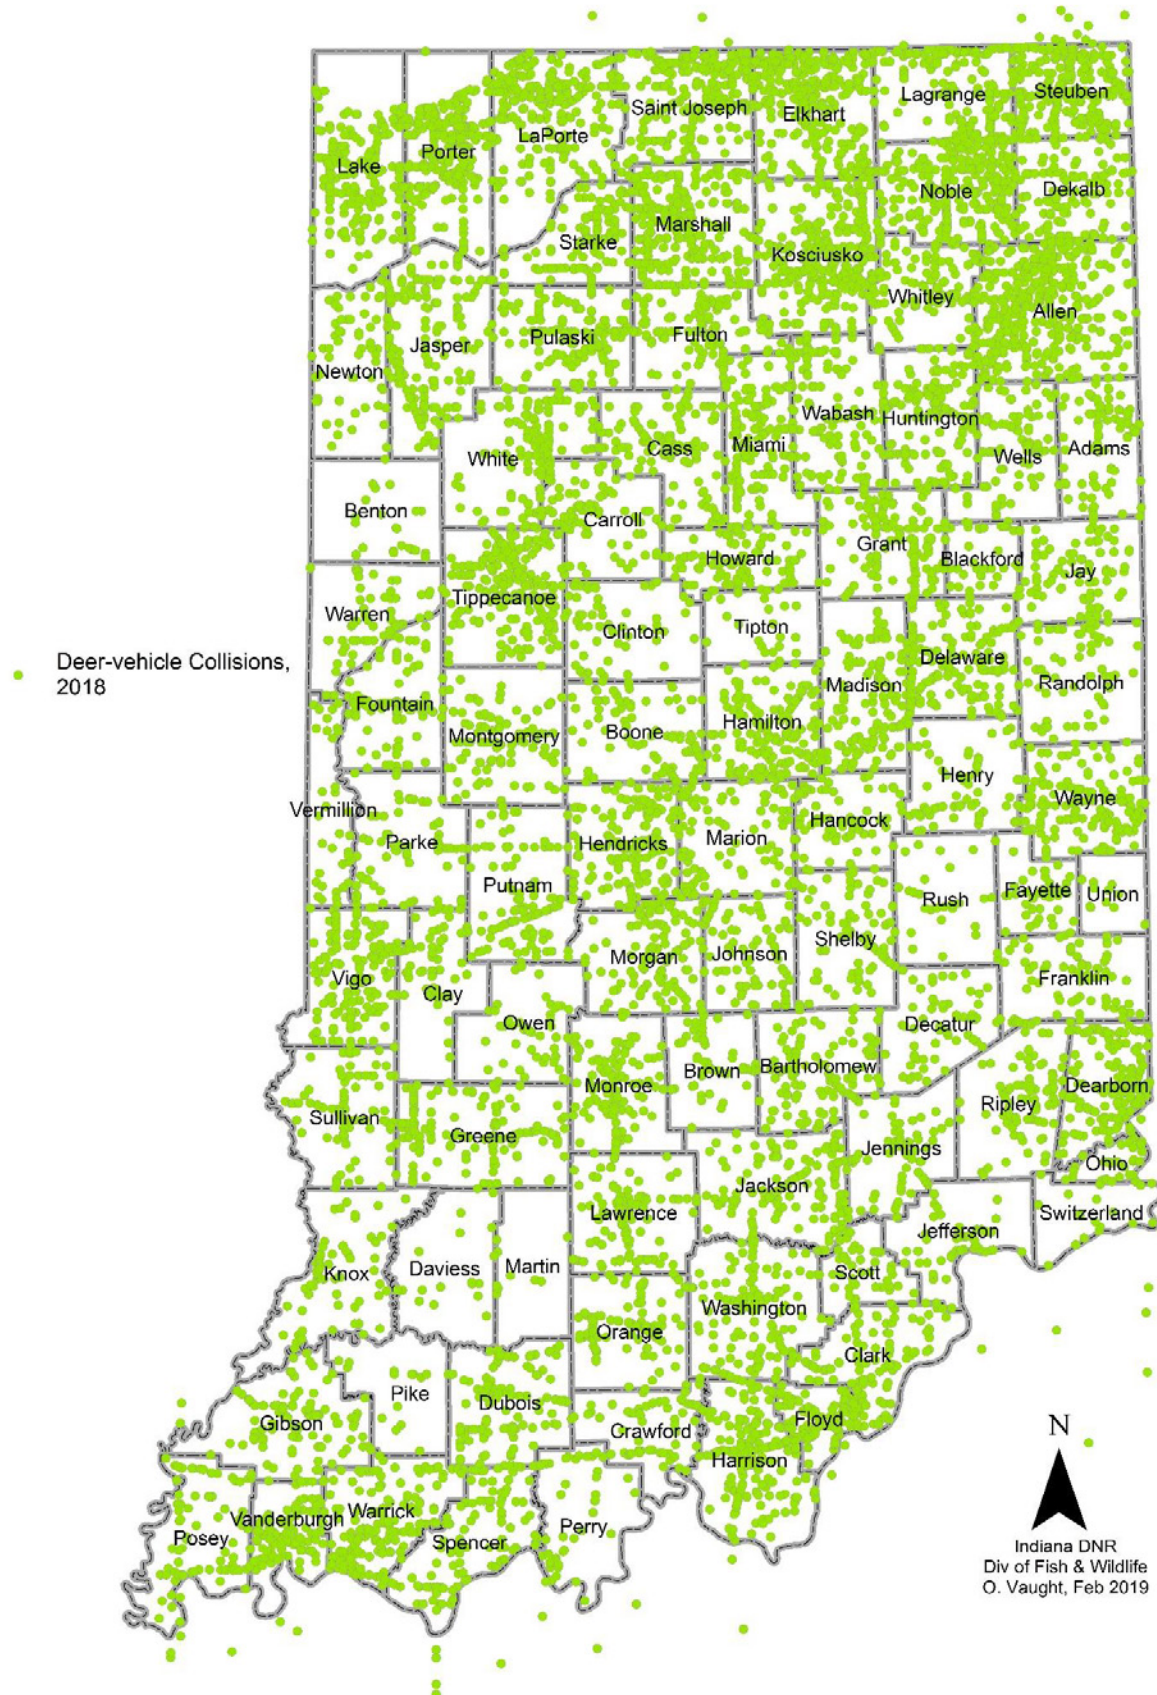 Lagrange
Steuben
Saint Joseph
Elkhart
LaPorte
Porter
Lake
Noble
Dekalb
Marshall
Starke
Kosciusko
Whitley
Allen
Pulaski
Fulton
Jasper
Newton
Wabash
Huntington
White
Cass
Miami
Wells
Adams
Benton
Carroll
Grant
Howard
Blackford
Jay
Tippecanoe
Warren
Clinton
Tipton
Deer-vehicle Collisions,
2018
Delaware
Madison
Randolph
Fountain
Montgomery
Boone
Hamilton
Henry
Wayne
Vermillion
Parke
Hendricks
Marion
Hancock
Putnam
Rush
Fayette
Union
Shelby
Morgan
Johnson
Vigo
Clay
Franklin
Owen
Decatur
Monroe
Brown
Bartholomew
Dearborn
Ripley
Sullivan
Greene
Jennings
Ohio
Jackson
Lawrence
Switzerland
Jefferson
Knox
Daviess
Martin
Scott
Washington
Orange
Clark
Pike
Dubois
Gibson
Crawford
Floyd
Harrison
Warrick
Vanderburgh
Posey
Spencer
Perry
N
Indiana DNR
Div of Fish & Wildlife
O. Vaught, Feb 2019